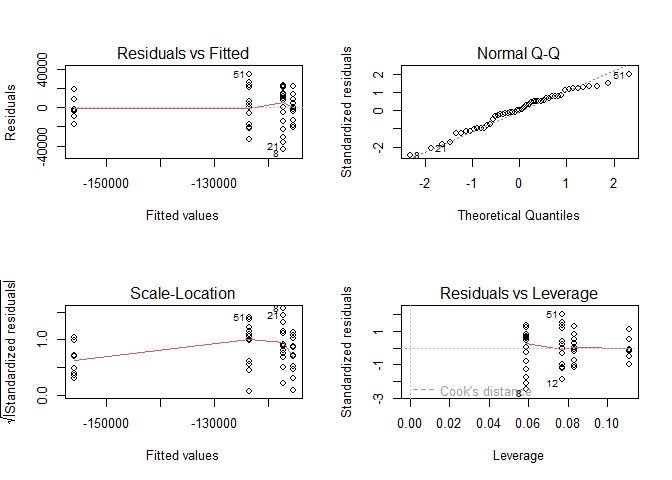 Residuals vs Fitted
Residuals
40000
0
-40000
51
21
8
-150000
-130000
Fitted values
Normal Q-Q
Standardized residuals
2
0
-2
51
8
21
-2
-1
0
1
2
Theoretical Quantiles
Scale-Location
√|Standardized residuals|
1.0
0.0
51
8
21
-150000
-130000
Fitted values
Residuals vs Leverage
Standardized residuals
1
-1
-3
51
12
8
Cook's distance
0.00
0.02
0.04
0.06
0.08
0.10
Leverage